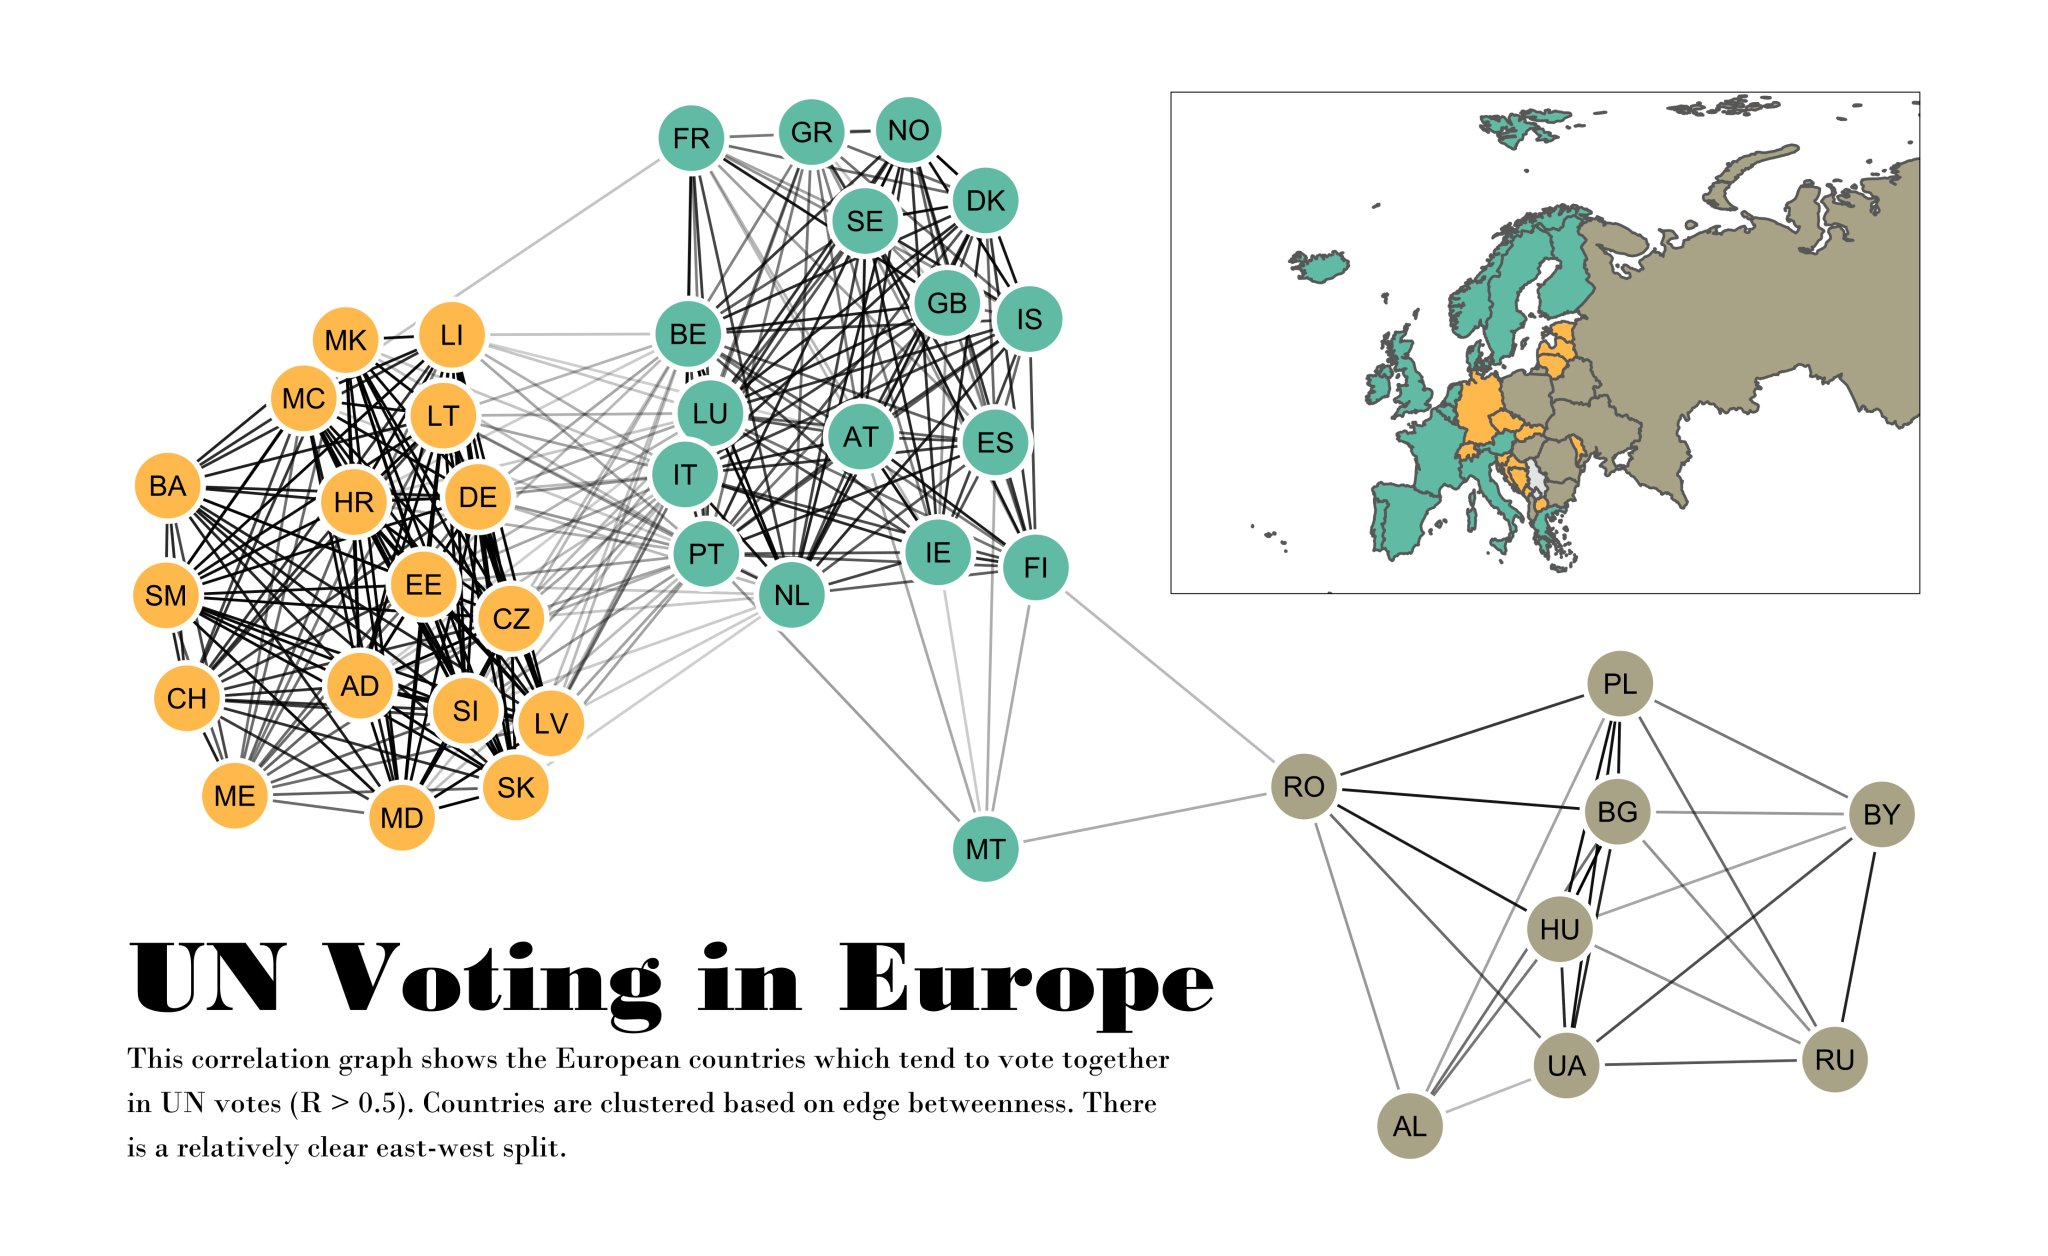 FR
GR
NO
DK
SE
GB
IS
BE
MK
LI
MC
LT
LU
AT
ES
IT
BA
HR
DE
PT
IE
FI
NL
EE
SM
CZ
AD
CH
SI
LV
ME
SK
MD
MT
PL
RO
BG
BY
HU
UA
RU
AL
UN Voting in Europe
This correlation graph shows the European countries which tend to vote together
in UN votes (R > 0.5). Countries are clustered based on edge betweenness. There
is a relatively clear east-west split.